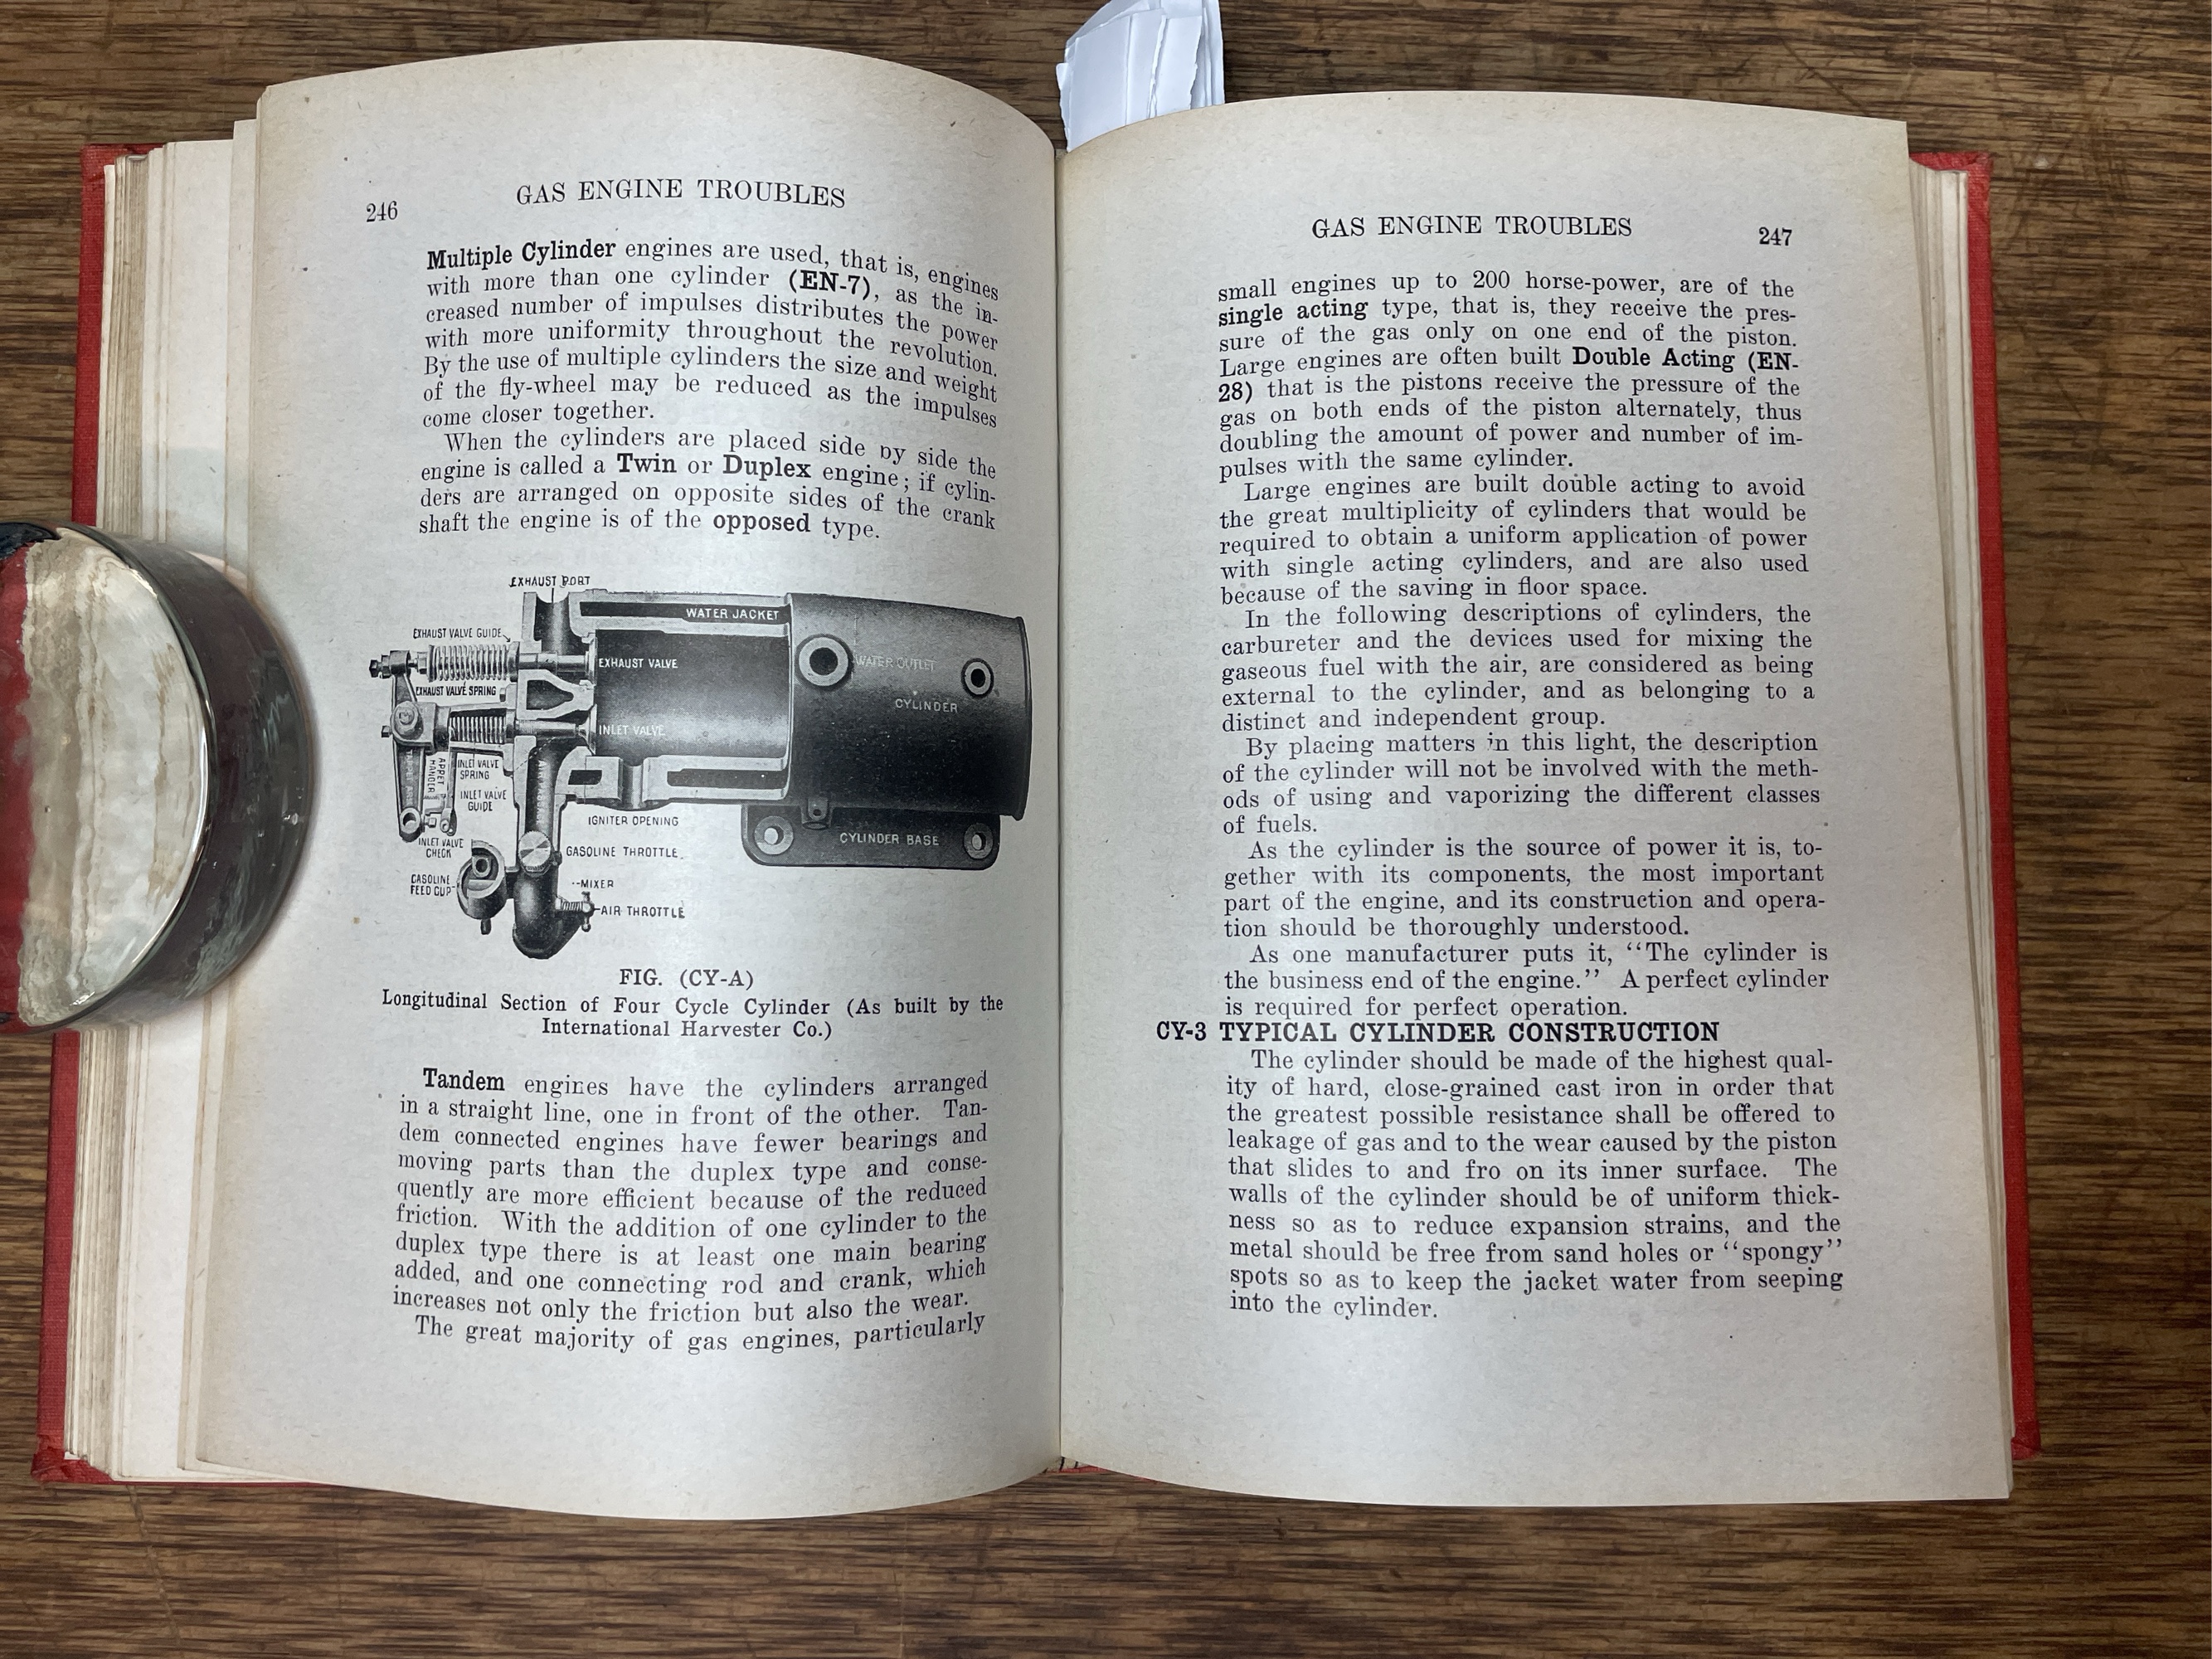 246
GAS ENGINE TROUBLES
Multiple Cylinder engines are used, that is, engines
with more than one cylinder (EN-7), as the in-
creased number of impulses distributes the power
with more uniformity throughout the revolution.
By the use of multiple cylinders the size and weight
of the fly-wheel may be reduced as the impulses
come closer together.
When the cylinders are placed side by side the
engine is called a Twin or Duplex engine; if cylin-
ders are arranged on opposite sides of the crank
shaft the engine is of the opposed type.
EXHAUST PORT
WATER JACKET
EXHAUST VALVE GUIDE
EXHAUST VALVE
WATER OUTLET
EXHAUST VALVE SPRING
CYLINDER
INLET VALVE
INLET VALVE
SPRING
AIR PASSAGE
TAPPET ARM
HANGER
INLET VALVE
GUIDE
IGNITER OPENING
CYLINDER BASE
INLET VALVE
CHECK
GASOLINE THROTTLE
GASOLINE
FEED CUP
MIXER
AIR THROTTLE
FIG. (CY-A)
Longitudinal Section of Four Cycle Cylinder (As built by the
International Harvester Co.)
Tandem engines have the cylinders arranged
in a straight line, one in front of the other. Tan-
dem connected engines have fewer bearings and
moving parts than the duplex type and conse-
quently are more efficient because of the reduced
friction. With the addition of one cylinder to the
duplex type there is at least one main bearing
added, and one connecting rod and crank, which
increases not only the friction but also the wear.
The great majority of gas engines, particularly
GAS ENGINE TROUBLES
247
small engines up to 200 horse-power, are of the
single acting type, that is, they receive the pres-
sure of the gas only on one end of the piston.
Large engines are often built Double Acting (EN-
28) that is the pistons receive the pressure of the
gas on both ends of the piston alternately, thus
doubling the amount of power and number of im-
pulses with the same cylinder.
Large engines are built double acting to avoid
the great multiplicity of cylinders that would be
required to obtain a uniform application of power
with single acting cylinders, and are also used
because of the saving in floor space.
In the following descriptions of cylinders, the
carbureter and the devices used for mixing the
gaseous fuel with the air, are considered as being
external to the cylinder, and as belonging to a
distinct and independent group.
By placing matters in this light, the description
of the cylinder will not be involved with the meth-
ods of using and vaporizing the different classes
of fuels.
As the cylinder is the source of power it is, to-
gether with its components, the most important
part of the engine, and its construction and opera-
tion should be thoroughly understood.
As one manufacturer puts it, "The cylinder is
the business end of the engine." A perfect cylinder
is required for perfect operation.
CY-3 TYPICAL CYLINDER CONSTRUCTION
The cylinder should be made of the highest qual-
ity of hard, close-grained cast iron in order that
the greatest possible resistance shall be offered to
leakage of gas and to the wear caused by the piston
that slides to and fro on its inner surface. The
walls of the cylinder should be of uniform thick-
ness so as to reduce expansion strains, and the
metal should be free from sand holes or "spongy"
spots so as to keep the jacket water from seeping
into the cylinder.